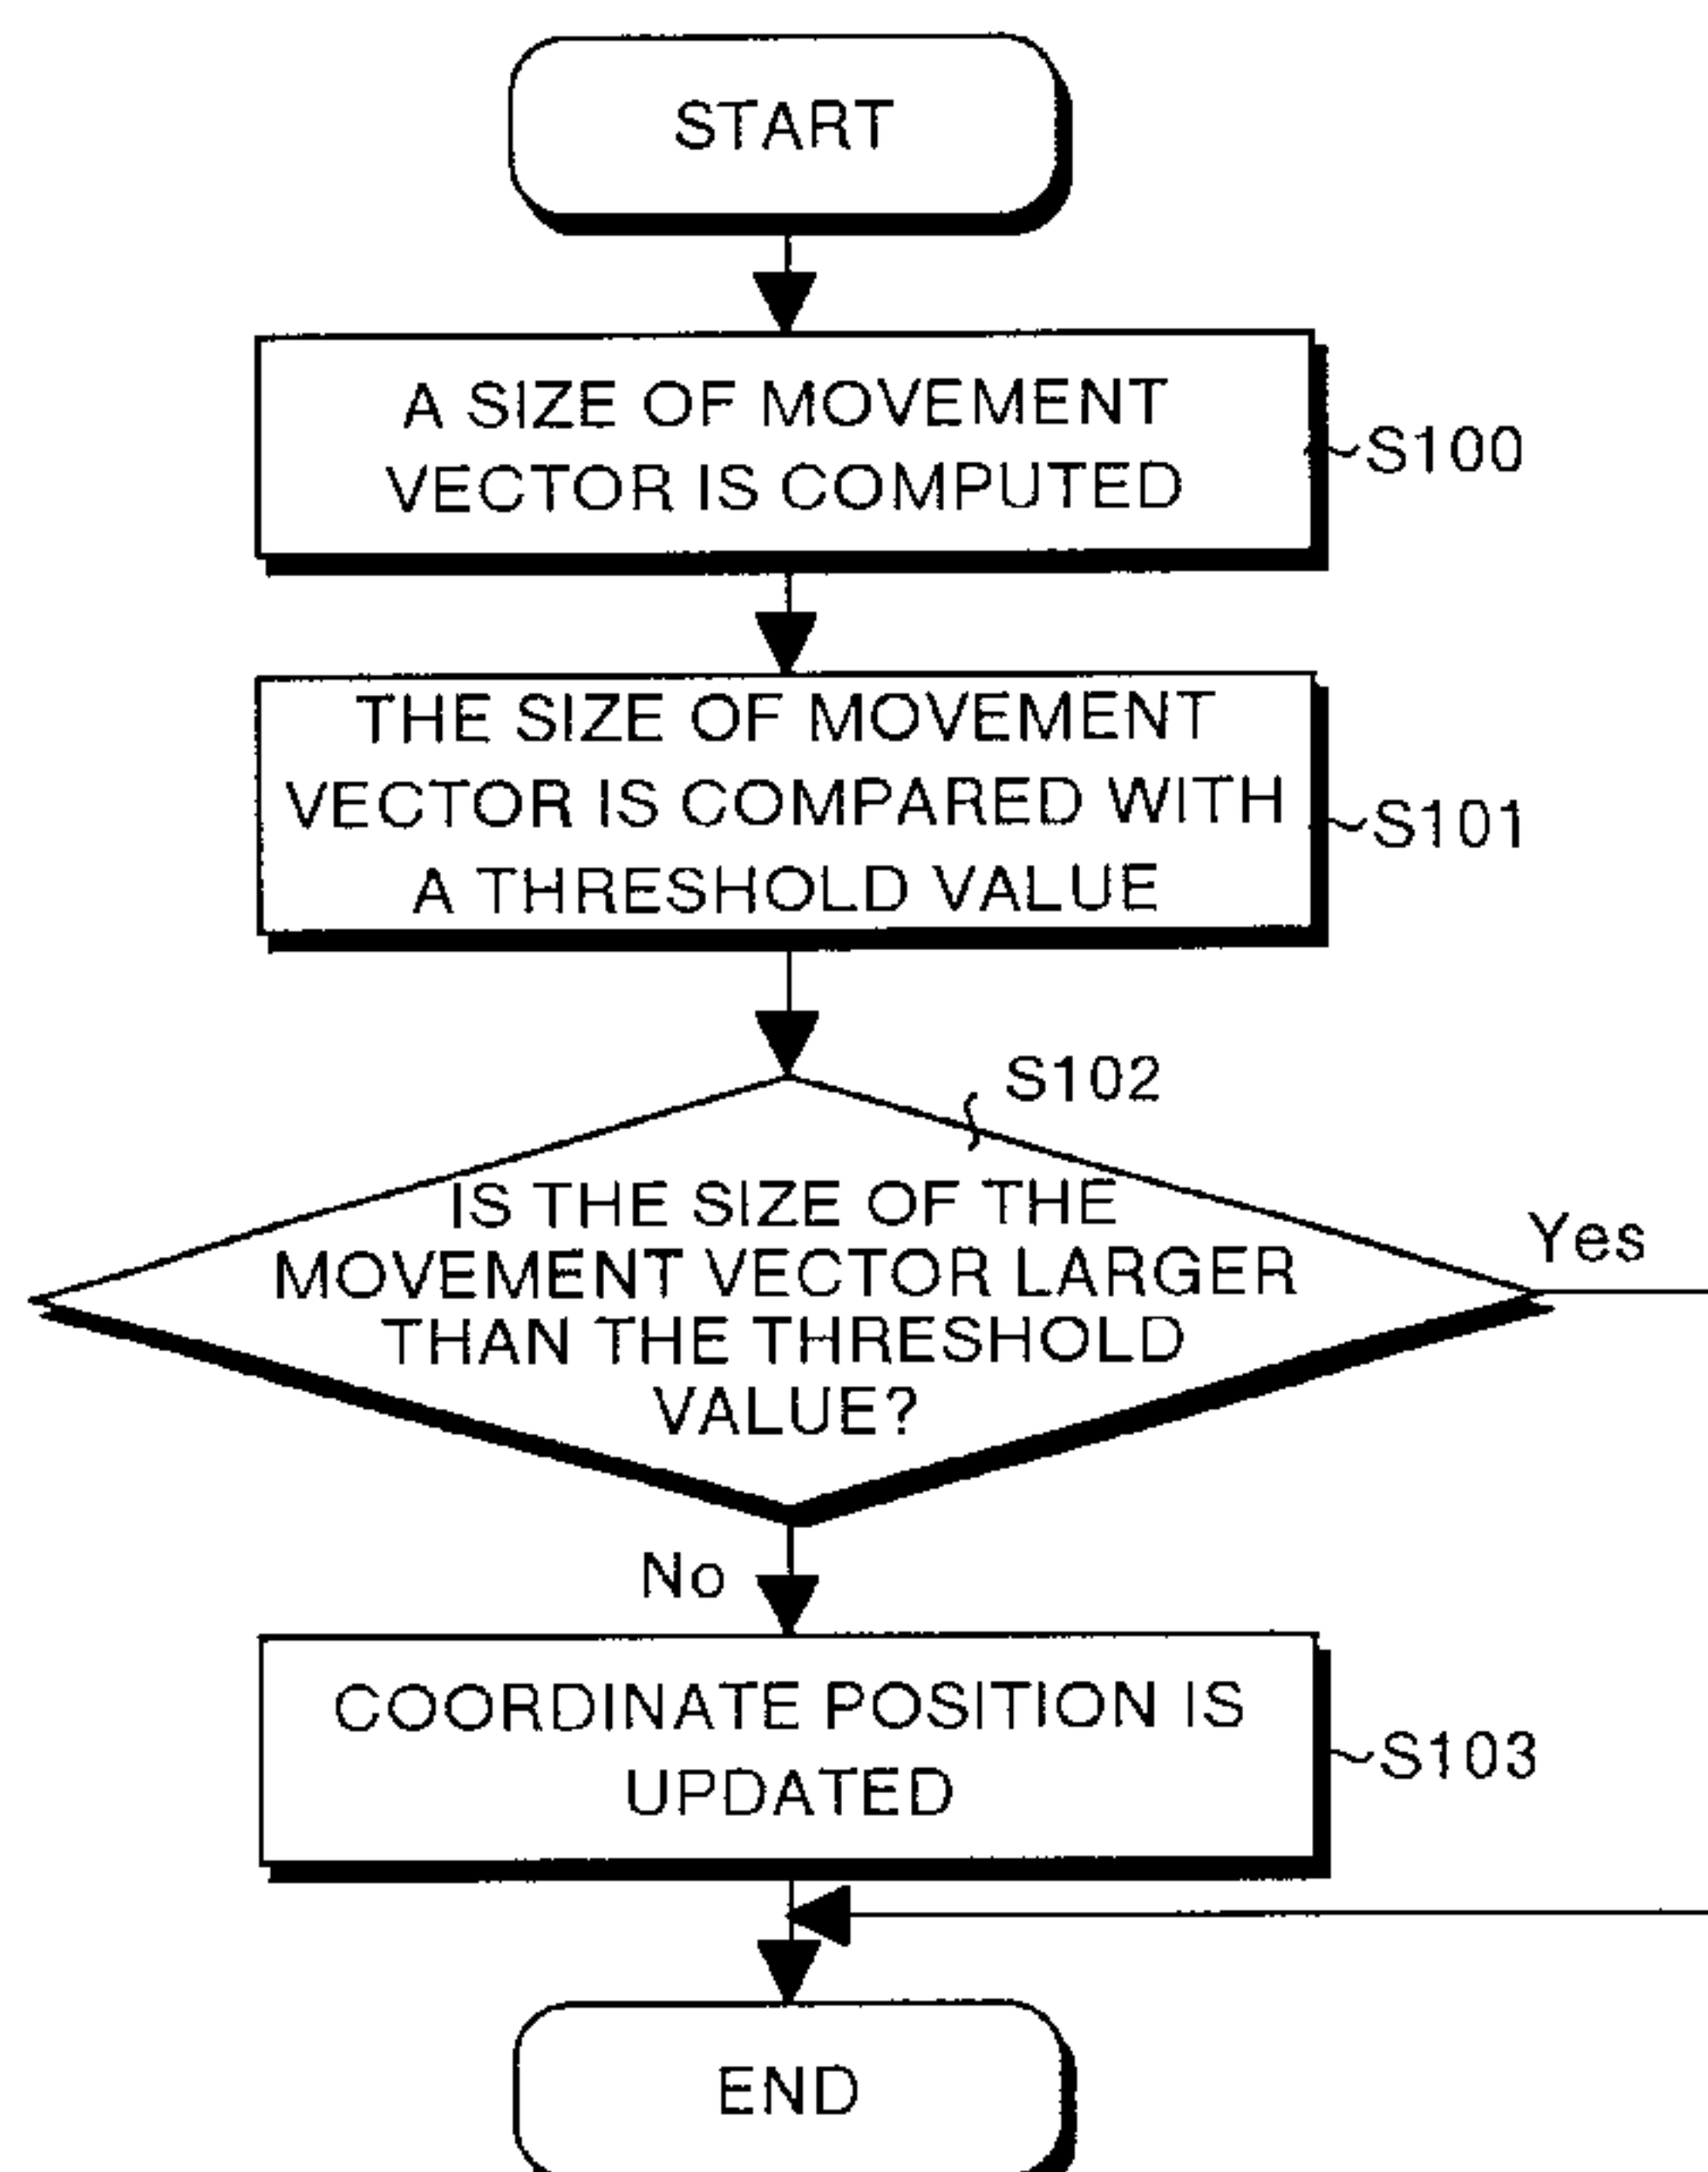 START
A SIZE OF MOVEMENT
VECTOR IS COMPUTED
S100
THE SIZE OF MOVEMENT
VECTOR IS COMPARED WITH
A THRESHOLD VALUE
S101
S102
IS THE SIZE OF THE
MOVEMENT VECTOR LARGER
THAN THE THRESHOLD
VALUE?
Yes
No
COORDINATE POSITION IS
UPDATED
S103
END